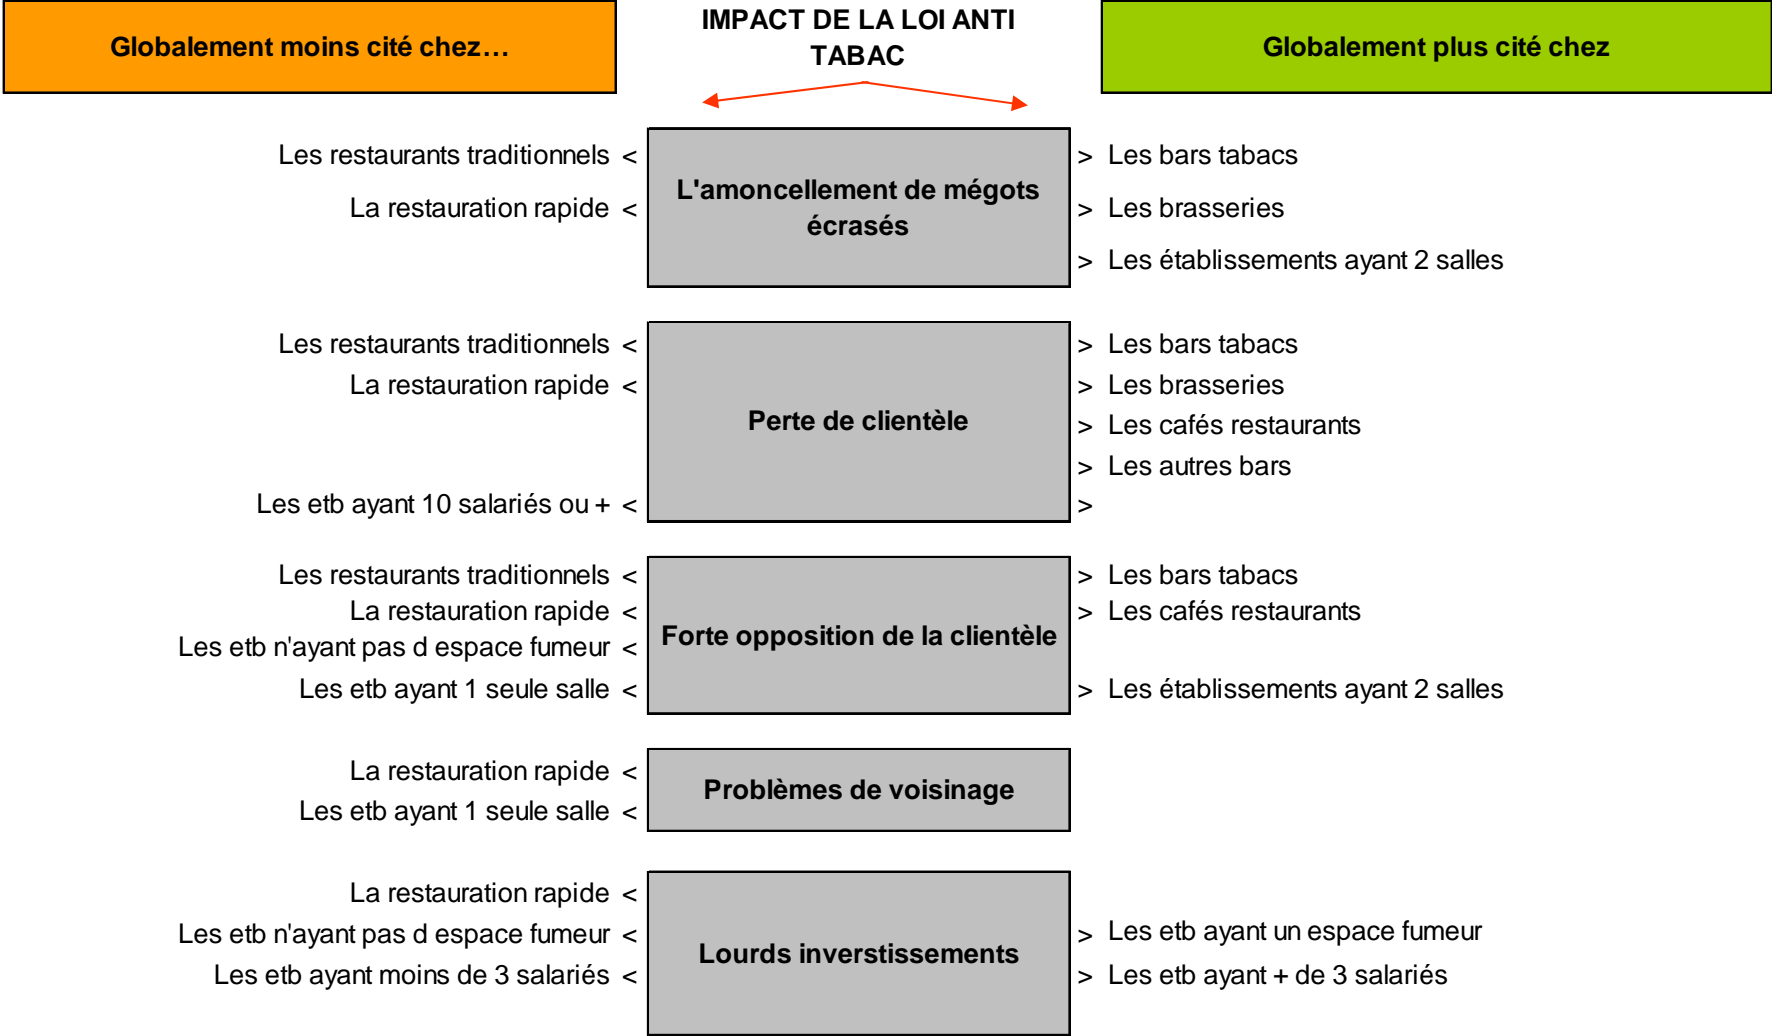 Globalement moins cité chez…
IMPACT DE LA LOI ANTI
TABAC
Globalement plus cité chez
Les restaurants traditionnels <
La restauration rapide <
L'amoncellement de mégots
écrasés
> Les bars tabacs
> Les brasseries
> Les établissements ayant 2 salles
Les restaurants traditionnels <
La restauration rapide <
Les etb ayant 10 salariés ou + <
Perte de clientèle
> Les bars tabacs
> Les brasseries
> Les cafés restaurants
> Les autres bars
>
Les restaurants traditionnels <
La restauration rapide <
Les etb n'ayant pas d espace fumeur <
Les etb ayant 1 seule salle <
Forte opposition de la clientèle
> Les bars tabacs
> Les cafés restaurants
> Les établissements ayant 2 salles
La restauration rapide <
Les etb ayant 1 seule salle <
Problèmes de voisinage
La restauration rapide <
Les etb n'ayant pas d espace fumeur <
Les etb ayant moins de 3 salariés <
Lourds inverstissements
> Les etb ayant un espace fumeur
> Les etb ayant + de 3 salariés